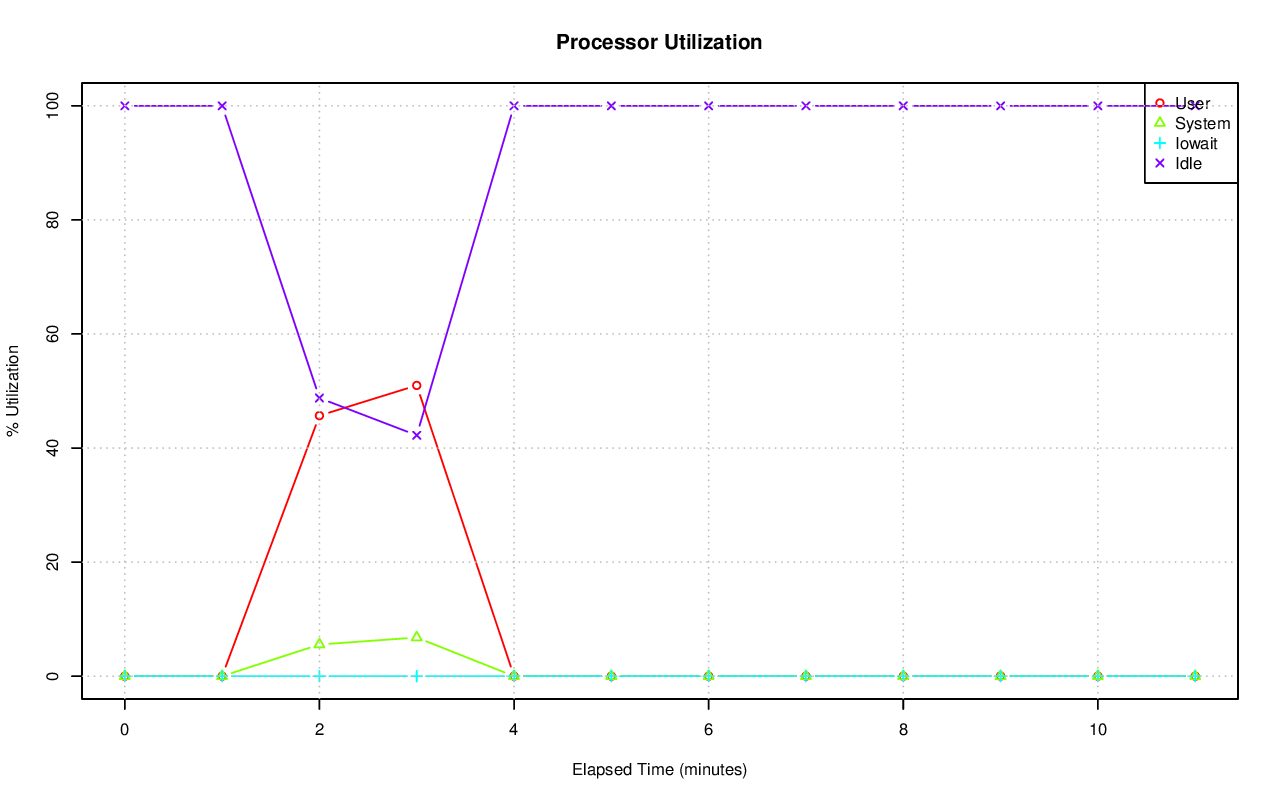 Processor Utilization
User
System
Iowait
Idle
% Utilization
100
80
60
40
20
0
0 2 4 6 8 10
Elapsed Time (minutes)